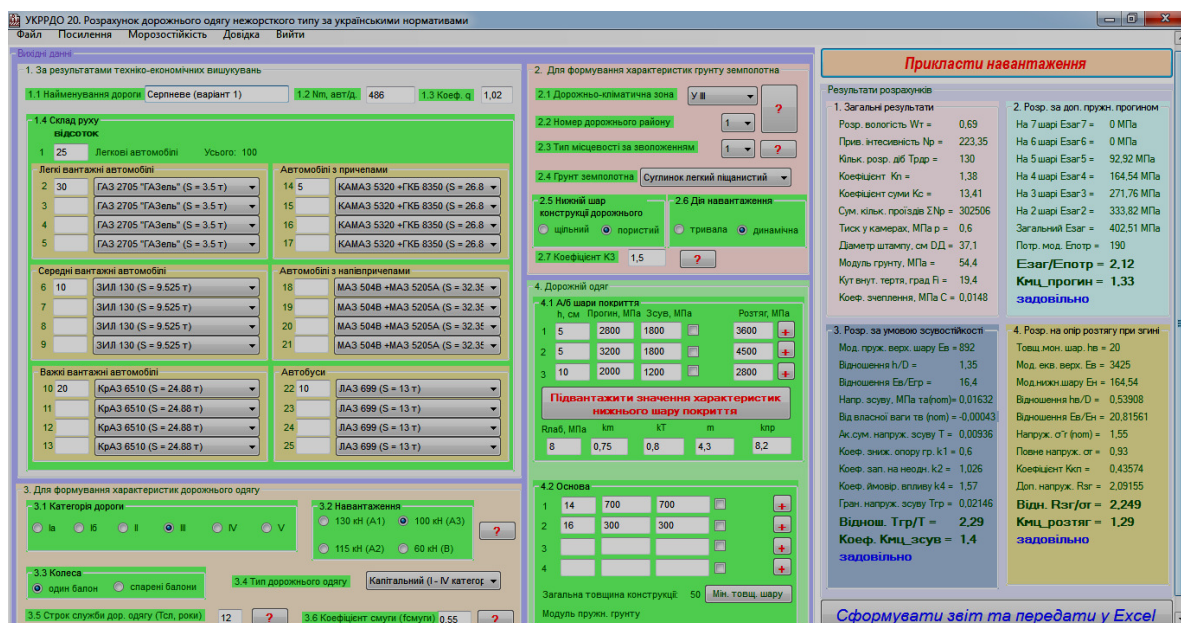 УКРРДО 20. Розрахунок дорожнього одягу нежорсткого типу за українськими нормативами
Файл Посилення Морозостійкість Довідка Вийти
Вихідні данні
1. За результатами техніко-економічних вишукувань
1.1 Найменування дороги Серпневе (варіант 1) 1.2 Nm, авт/д. 486 1.3 Коеф. q 1,02
1.4 Склад руху
відсоток
1 25 Легкові автомобілі Усього: 100
Легкі вантажні автомобілі
2 30 ГАЗ 2705 "ГАЗель" (S = 3.5 т)
3 ГАЗ 2705 "ГАЗель" (S = 3.5 т)
4 ГАЗ 2705 "ГАЗель" (S = 3.5 т)
5 ГАЗ 2705 "ГАЗель" (S = 3.5 т)
Автомобілі з причепами
14 5 КАМАЗ 5320 +ГКБ 8350 (S = 26.8
15 КАМАЗ 5320 +ГКБ 8350 (S = 26.8
16 КАМАЗ 5320 +ГКБ 8350 (S = 26.8
17 КАМАЗ 5320 +ГКБ 8350 (S = 26.8
Середні вантажні автомобілі
6 10 ЗИЛ 130 (S = 9.525 т)
7 ЗИЛ 130 (S = 9.525 т)
8 ЗИЛ 130 (S = 9.525 т)
9 ЗИЛ 130 (S = 9.525 т)
Автомобілі з напівпричепами
18 МАЗ 504В +МАЗ 5205А (S = 32.35
19 МАЗ 504В +МАЗ 5205А (S = 32.35
20 МАЗ 504В +МАЗ 5205А (S = 32.35
21 МАЗ 504В +МАЗ 5205А (S = 32.35
Важкі вантажні автомобілі
10 20 КрАЗ 6510 (S = 24.88 т)
11 КрАЗ 6510 (S = 24.88 т)
12 КрАЗ 6510 (S = 24.88 т)
13 КрАЗ 6510 (S = 24.88 т)
Автобуси
22 10 ЛАЗ 699 (S = 13 т)
23 ЛАЗ 699 (S = 13 т)
24 ЛАЗ 699 (S = 13 т)
25 ЛАЗ 699 (S = 13 т)
3. Для формування характеристик дорожнього одягу
3.1 Категорія дороги
Iа Iб II III IV V
3.2 Навантаження
130 кН (А1) 100 кН (А3)
115 кН (А2) 60 кН (В)
?
3.3 Колеса
один балон спарені балони
3.4 Тип дорожнього одягу Капітальний (I - IV категор
3.5 Строк служби дор. одягу (Тсл, роки) 12 ? 3.6 Коефіцієнт смуги (fсмуги) 0,55 ?
2. Для формування характеристик грунту земполотна
2.1 Дорожньо-кліматична зона У III
?
2.2 Номер дорожнього району 1
2.3 Тип місцевості за зволоженням 1 ?
2.4 Грунт земполотна Суглинок легкий піщанистий
2.5 Нижній шар
конструкції дорожнього
щільний пористий
2.6 Дія навантаження
тривала динамічна
2.7 Коефіцієнт К3 1,5 ?
4. Дорожній одяг
4.1 А/б шари покриття
h, см Прогин, МПа Зсув, МПа Розтяг, МПа
1 5 2800 1800 3600 +
2 5 3200 1800 4500 +
3 10 2000 1200 2800 +
Підвантажити значення характеристик
нижнього шару покриття
Rлаб, МПа km кТ m кпр
8 0,75 0,8 4,3 8,2
4.2 Основа
1 14 700 700 +
2 16 300 300 +
3 +
4 +
Загальна товщина конструкції: 50 Мін. товщ. шару
Модуль пружн. грунту
Прикласти навантаження
Результати розрахунків
1. Загальні результати
Розр. вологість Wт = 0,69
Прив. інтесивність Np = 223,35
Кільк. розр. діб Трдр = 130
Коефіцієнт Кп = 1,38
Коефіцієнт суми Кс = 13,41
Сум. кільк. проїздів ΣNp = 302506
Тиск у камерах, МПа p = 0,6
Діаметр штампу, см DД = 37,1
Модуль грунту, МПа = 54,4
Кут внут. тертя, град Fi = 19,4
Коеф. зчеплення, МПа С = 0,0148
2. Розр. за доп. пружн. прогином
На 7 шарі Езаг7 = 0 МПа
На 6 шарі Езаг6 = 0 МПа
На 5 шарі Езаг5 = 92,92 МПа
На 4 шарі Езаг4 = 164,54 МПа
На 3 шарі Езаг3 = 271,76 МПа
На 2 шарі Езаг2 = 333,82 МПа
Загальний Езаг = 402,51 МПа
Потр. мод. Епотр = 190
Езаг/Епотр = 2,12
Кмц_прогин = 1,33
задовільно
3. Розр. за умовою зсувостійкості
Мод. пруж. верх. шару Ев = 892
Відношення h/D = 1,35
Відношення Ев/Егр = 16,4
Напр. зсуву, МПа τа(nom)= 0,01632
Від власної ваги τв (nom) = -0,00043
Ак.сум. напруж. зсуву Т = 0,00936
Коеф. зниж. опору гр. k1 = 0,6
Коеф. зап. на неодн. k2 = 1,026
Коеф. ймовір. впливу k4 = 1,57
Гран. напруж. зсуву Тгр = 0,02146
Віднош. Тгр/Т = 2,29
Коеф. Кмц_зсув = 1,4
задовільно
4. Розр. на опір розтягу при згині
Товщ.мон. шар. hв = 20
Мод. екв. верх. Ев = 3425
Мод.нижн.шару Ен = 164,54
Відношення hв/D = 0,53908
Відношення Ев/Ен = 20,81561
Напруж. σ¯r (nom) = 1,55
Повне напруж. σr = 0,93
Коефіцієнт Ккп = 0,43574
Доп. напруж. Rзг = 2,09155
Відн. Rзг/σr = 2,249
Кмц_розтяг = 1,29
задовільно
Сформувати звіт та передати у Excel